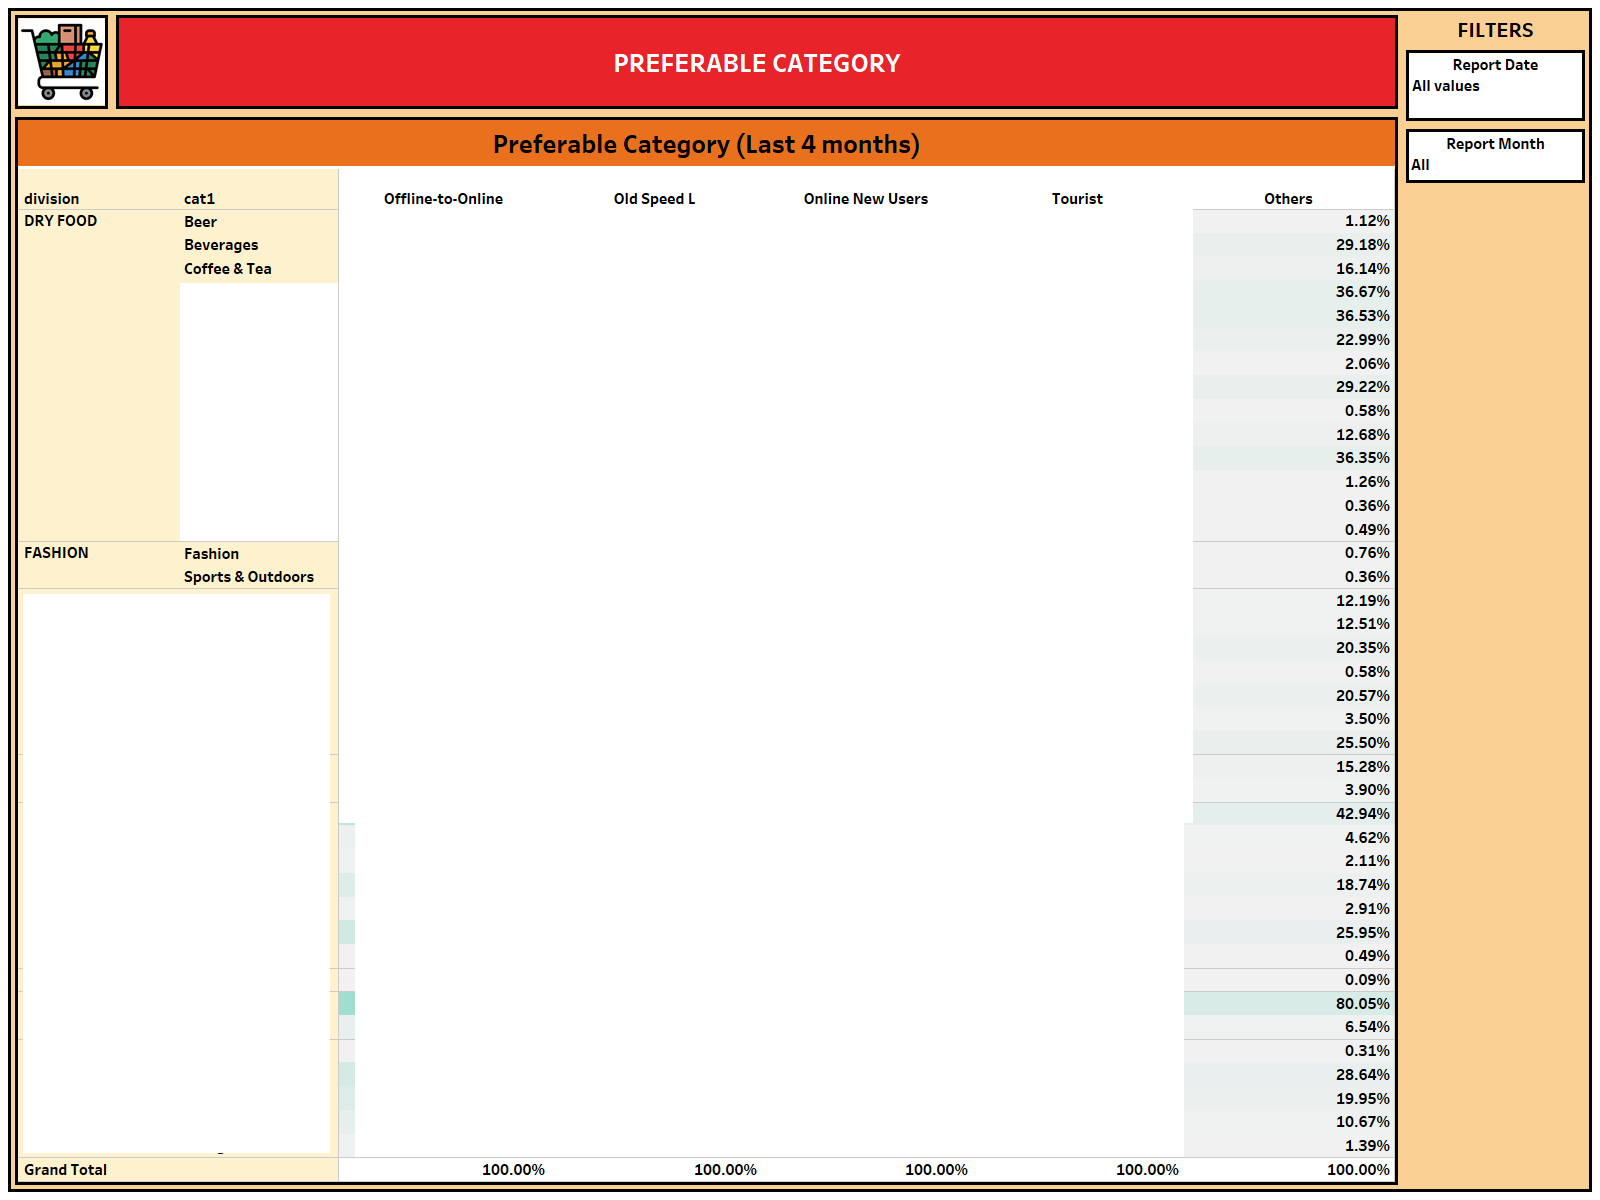 PREFERABLE CATEGORY
FILTERS
Report Date
All values
Report Month
All
Preferable Category (Last 4 months)
division cat1 Offline-to-Online Old Speed L Online New Users Tourist Others
DRY FOOD Beer 1.12%
Beverages 29.18%
Coffee & Tea 16.14%
36.67%
36.53%
22.99%
2.06%
29.22%
0.58%
12.68%
36.35%
1.26%
0.36%
0.49%
FASHION Fashion 0.76%
Sports & Outdoors 0.36%
12.19%
12.51%
20.35%
0.58%
20.57%
3.50%
25.50%
15.28%
3.90%
42.94%
4.62%
2.11%
18.74%
2.91%
25.95%
0.49%
0.09%
80.05%
6.54%
0.31%
28.64%
19.95%
10.67%
1.39%
Grand Total 100.00% 100.00% 100.00% 100.00% 100.00%